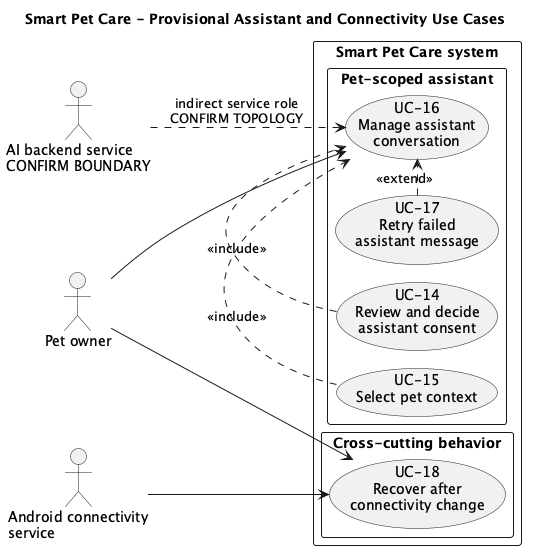 Smart Pet Care – Provisional Assistant and Connectivity Use Cases
Smart Pet Care system
Pet-scoped assistant
UC-16
Manage assistant
conversation
indirect service role
CONFIRM TOPOLOGY
AI backend service
CONFIRM BOUNDARY
«extend»
UC-17
Retry failed
assistant message
«include»
UC-14
Review and decide
assistant consent
«include»
Pet owner
UC-15
Select pet context
Cross-cutting behavior
UC-18
Recover after
connectivity change
Android connectivity
service